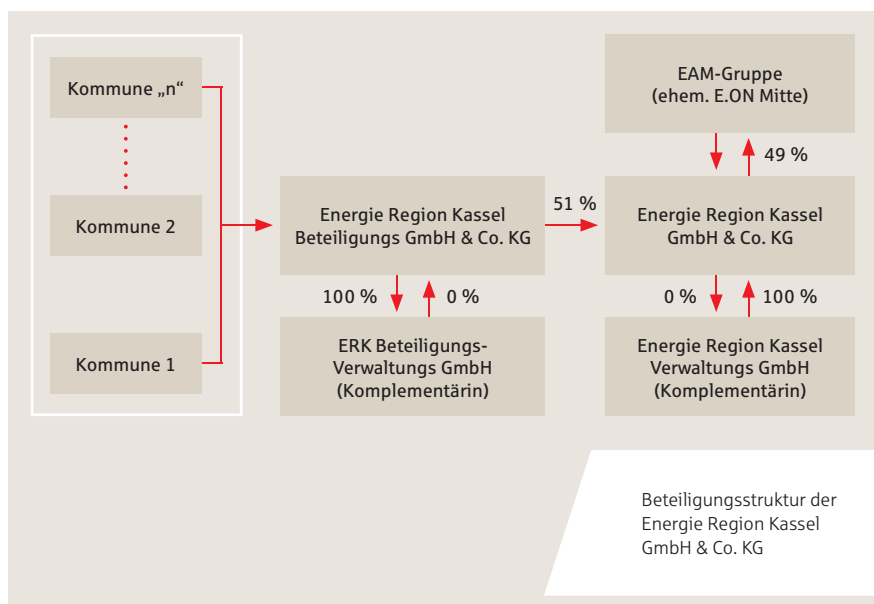 Kommune „n“
Kommune 2
Kommune 1
Energie Region Kassel
Beteiligungs GmbH & Co. KG
100 %
0 %
ERK Beteiligungs-
Verwaltungs GmbH
(Komplementärin)
51 %
EAM-Gruppe
(ehem. E.ON Mitte)
49 %
Energie Region Kassel
GmbH & Co. KG
0 %
100 %
Energie Region Kassel
Verwaltungs GmbH
(Komplementärin)
Beteiligungsstruktur der
Energie Region Kassel
GmbH & Co. KG